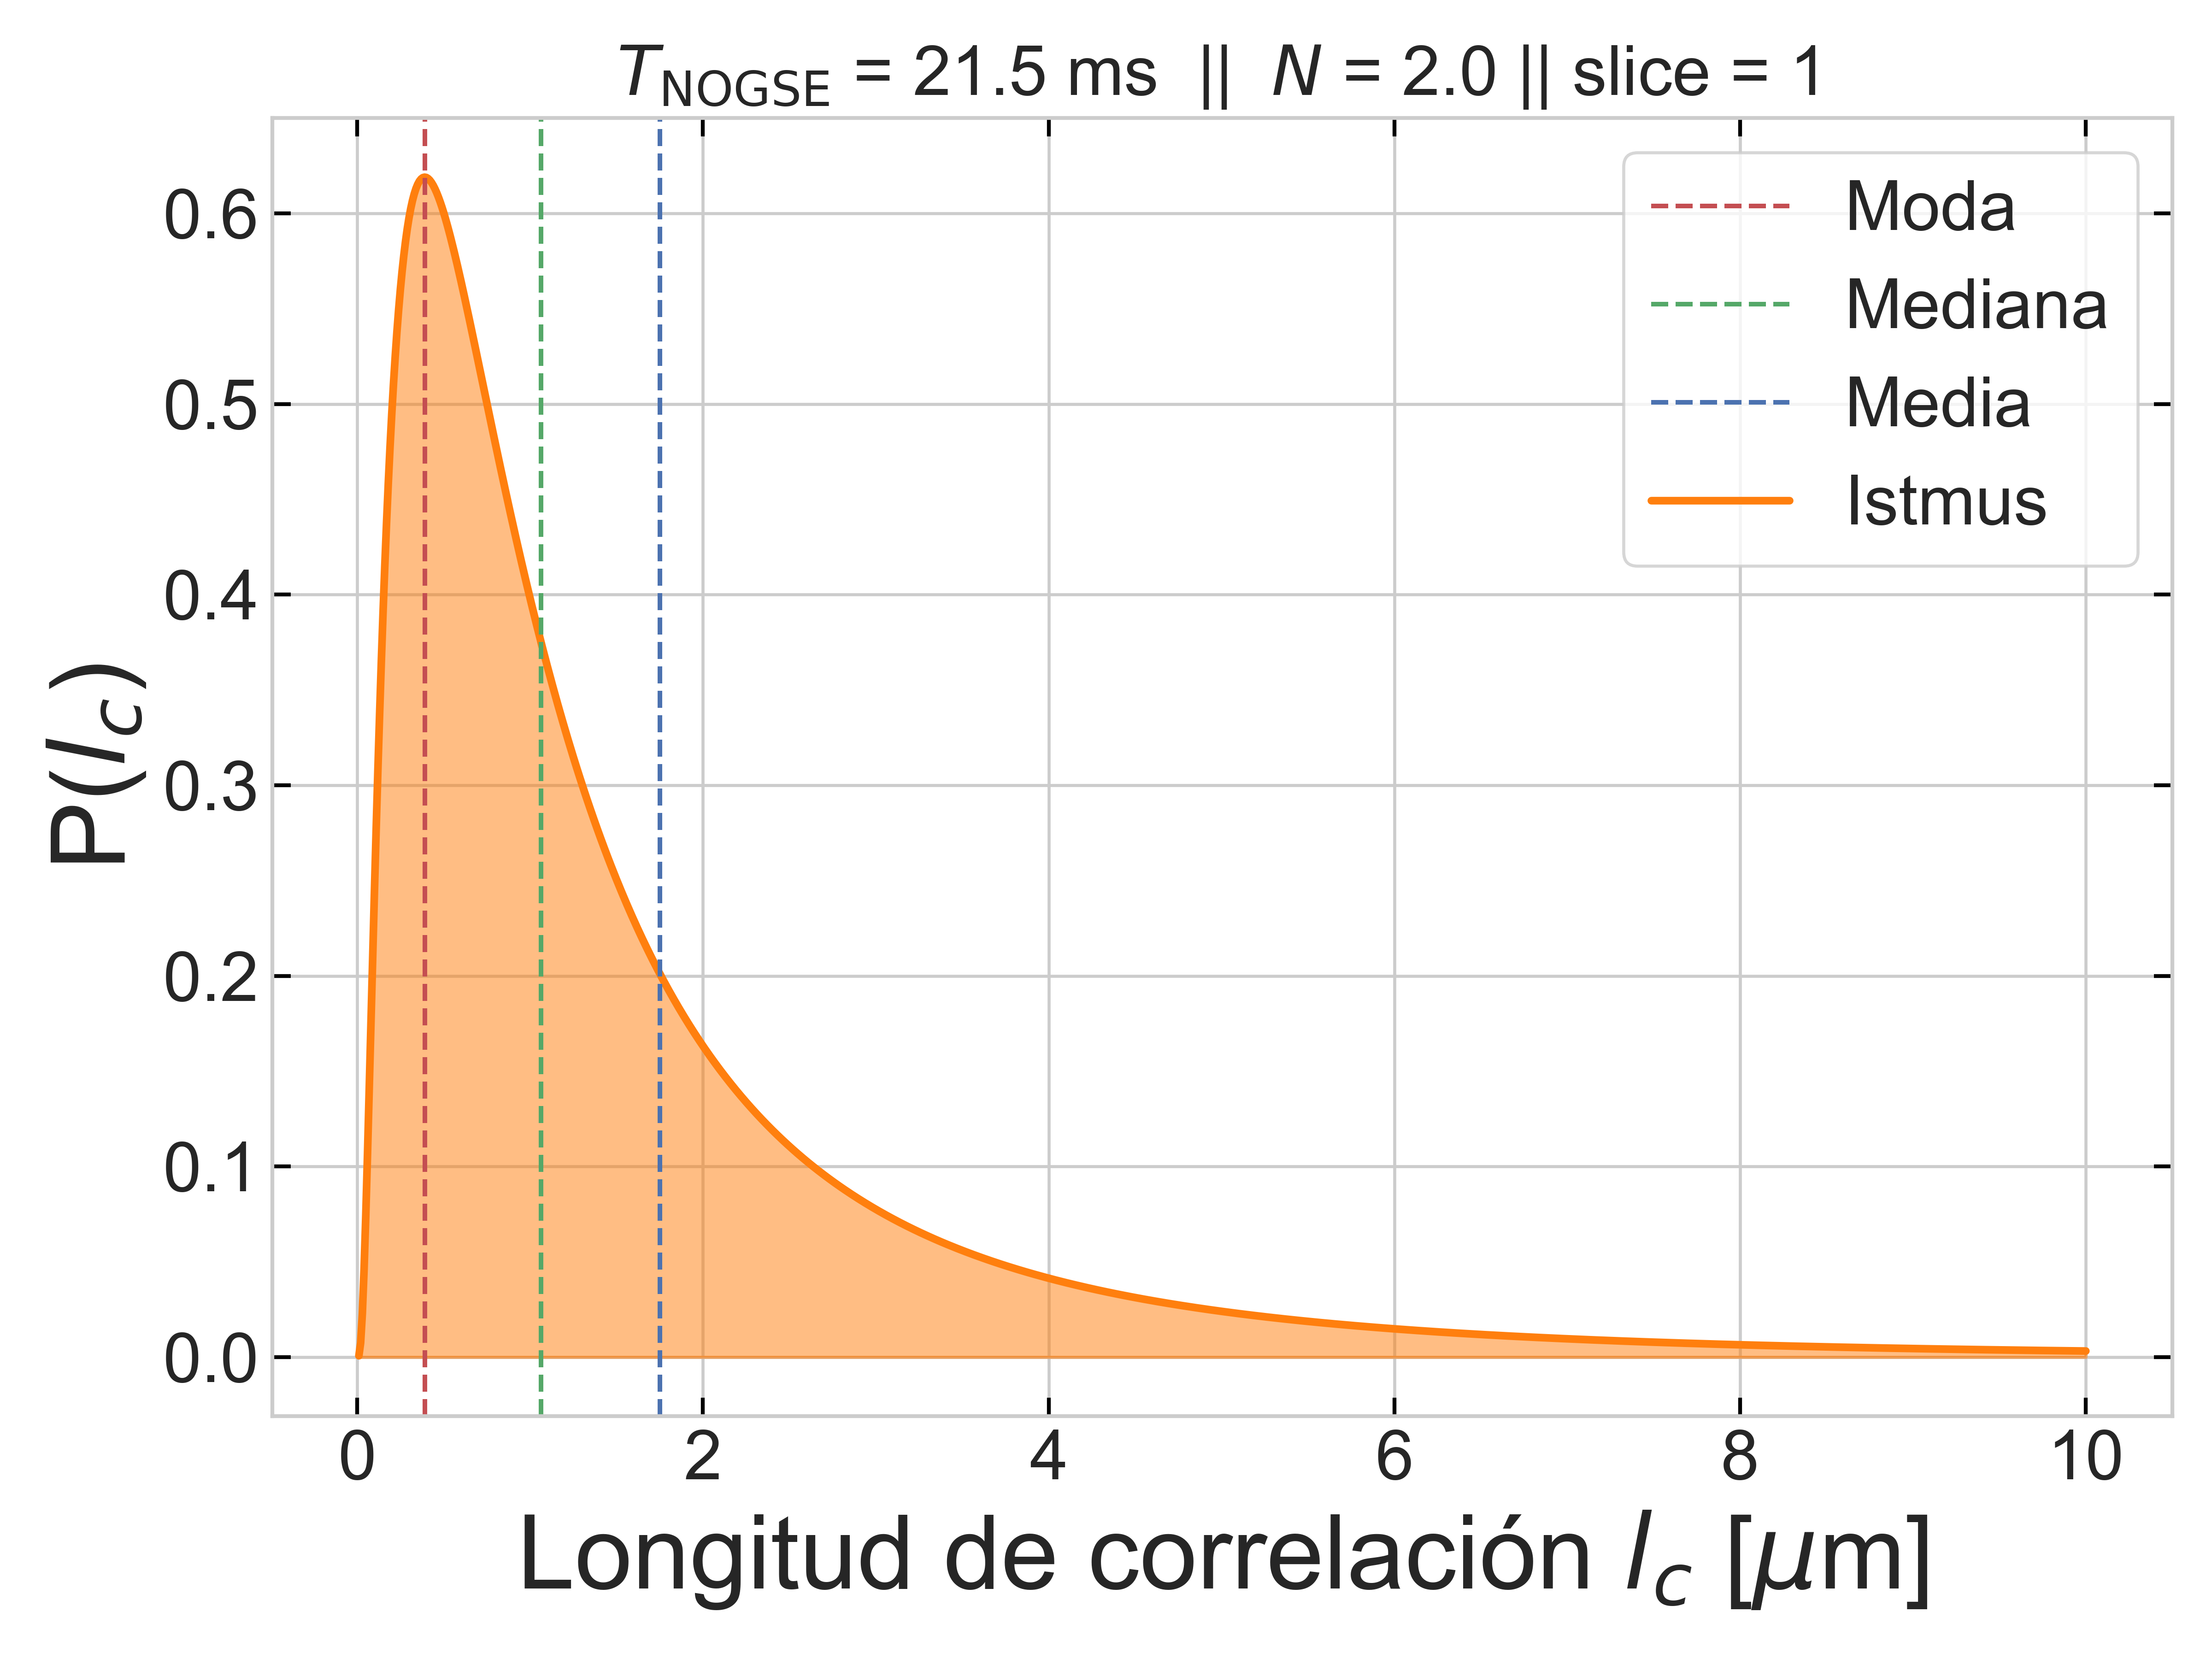 T_NOGSE = 21.5 ms || N = 2.0 || slice = 1
Moda
Mediana
Media
Istmus
P(l_c)
0.6
0.5
0.4
0.3
0.2
0.1
0.0
0 2 4 6 8 10
Longitud de correlación l_c [μm]